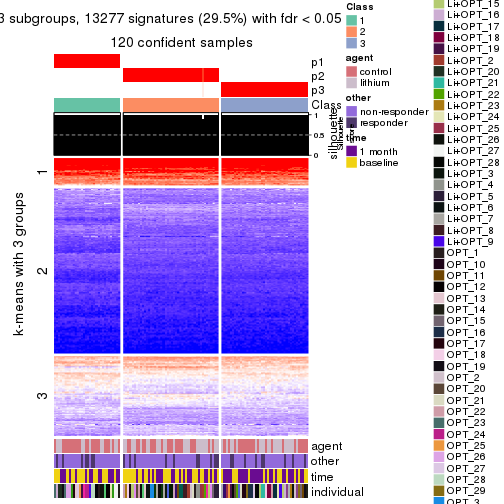 3 subgroups, 13277 signatures (29.5%) with fdr < 0.05
120 confident samples
p1
p2
p3
Class
1
0.5
0
silhouette
k-means with 3 groups
1
2
3
agent
other
time
individual
Class
1
2
3
agent
control
lithium
other
non-responder
responder
time
1 month
baseline
Li+OPT_15
Li+OPT_16
Li+OPT_17
Li+OPT_18
Li+OPT_19
Li+OPT_2
Li+OPT_20
Li+OPT_21
Li+OPT_22
Li+OPT_23
Li+OPT_24
Li+OPT_25
Li+OPT_26
Li+OPT_27
Li+OPT_28
Li+OPT_3
Li+OPT_4
Li+OPT_5
Li+OPT_6
Li+OPT_7
Li+OPT_8
Li+OPT_9
OPT_1
OPT_10
OPT_11
OPT_12
OPT_13
OPT_14
OPT_15
OPT_16
OPT_17
OPT_18
OPT_19
OPT_2
OPT_20
OPT_21
OPT_22
OPT_23
OPT_24
OPT_25
OPT_26
OPT_27
OPT_28
OPT_29
OPT_3